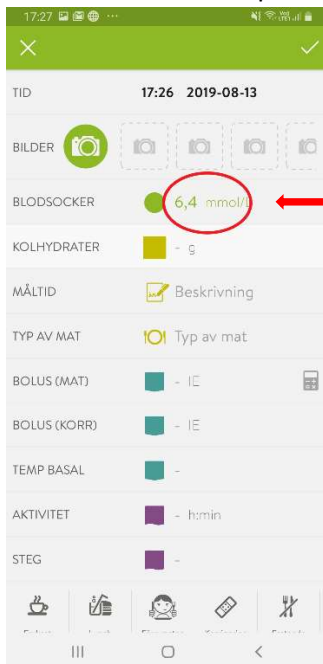 17:27
TID 17:26 2019-08-13
BILDER
BLODSOCKER 6,4 mmol/L
KOLHYDRATER - g
MÅLTID Beskrivning
TYP AV MAT Typ av mat
BOLUS (MAT) - IE
BOLUS (KORR) - IE
TEMP BASAL -
AKTIVITET - h:min
STEG -